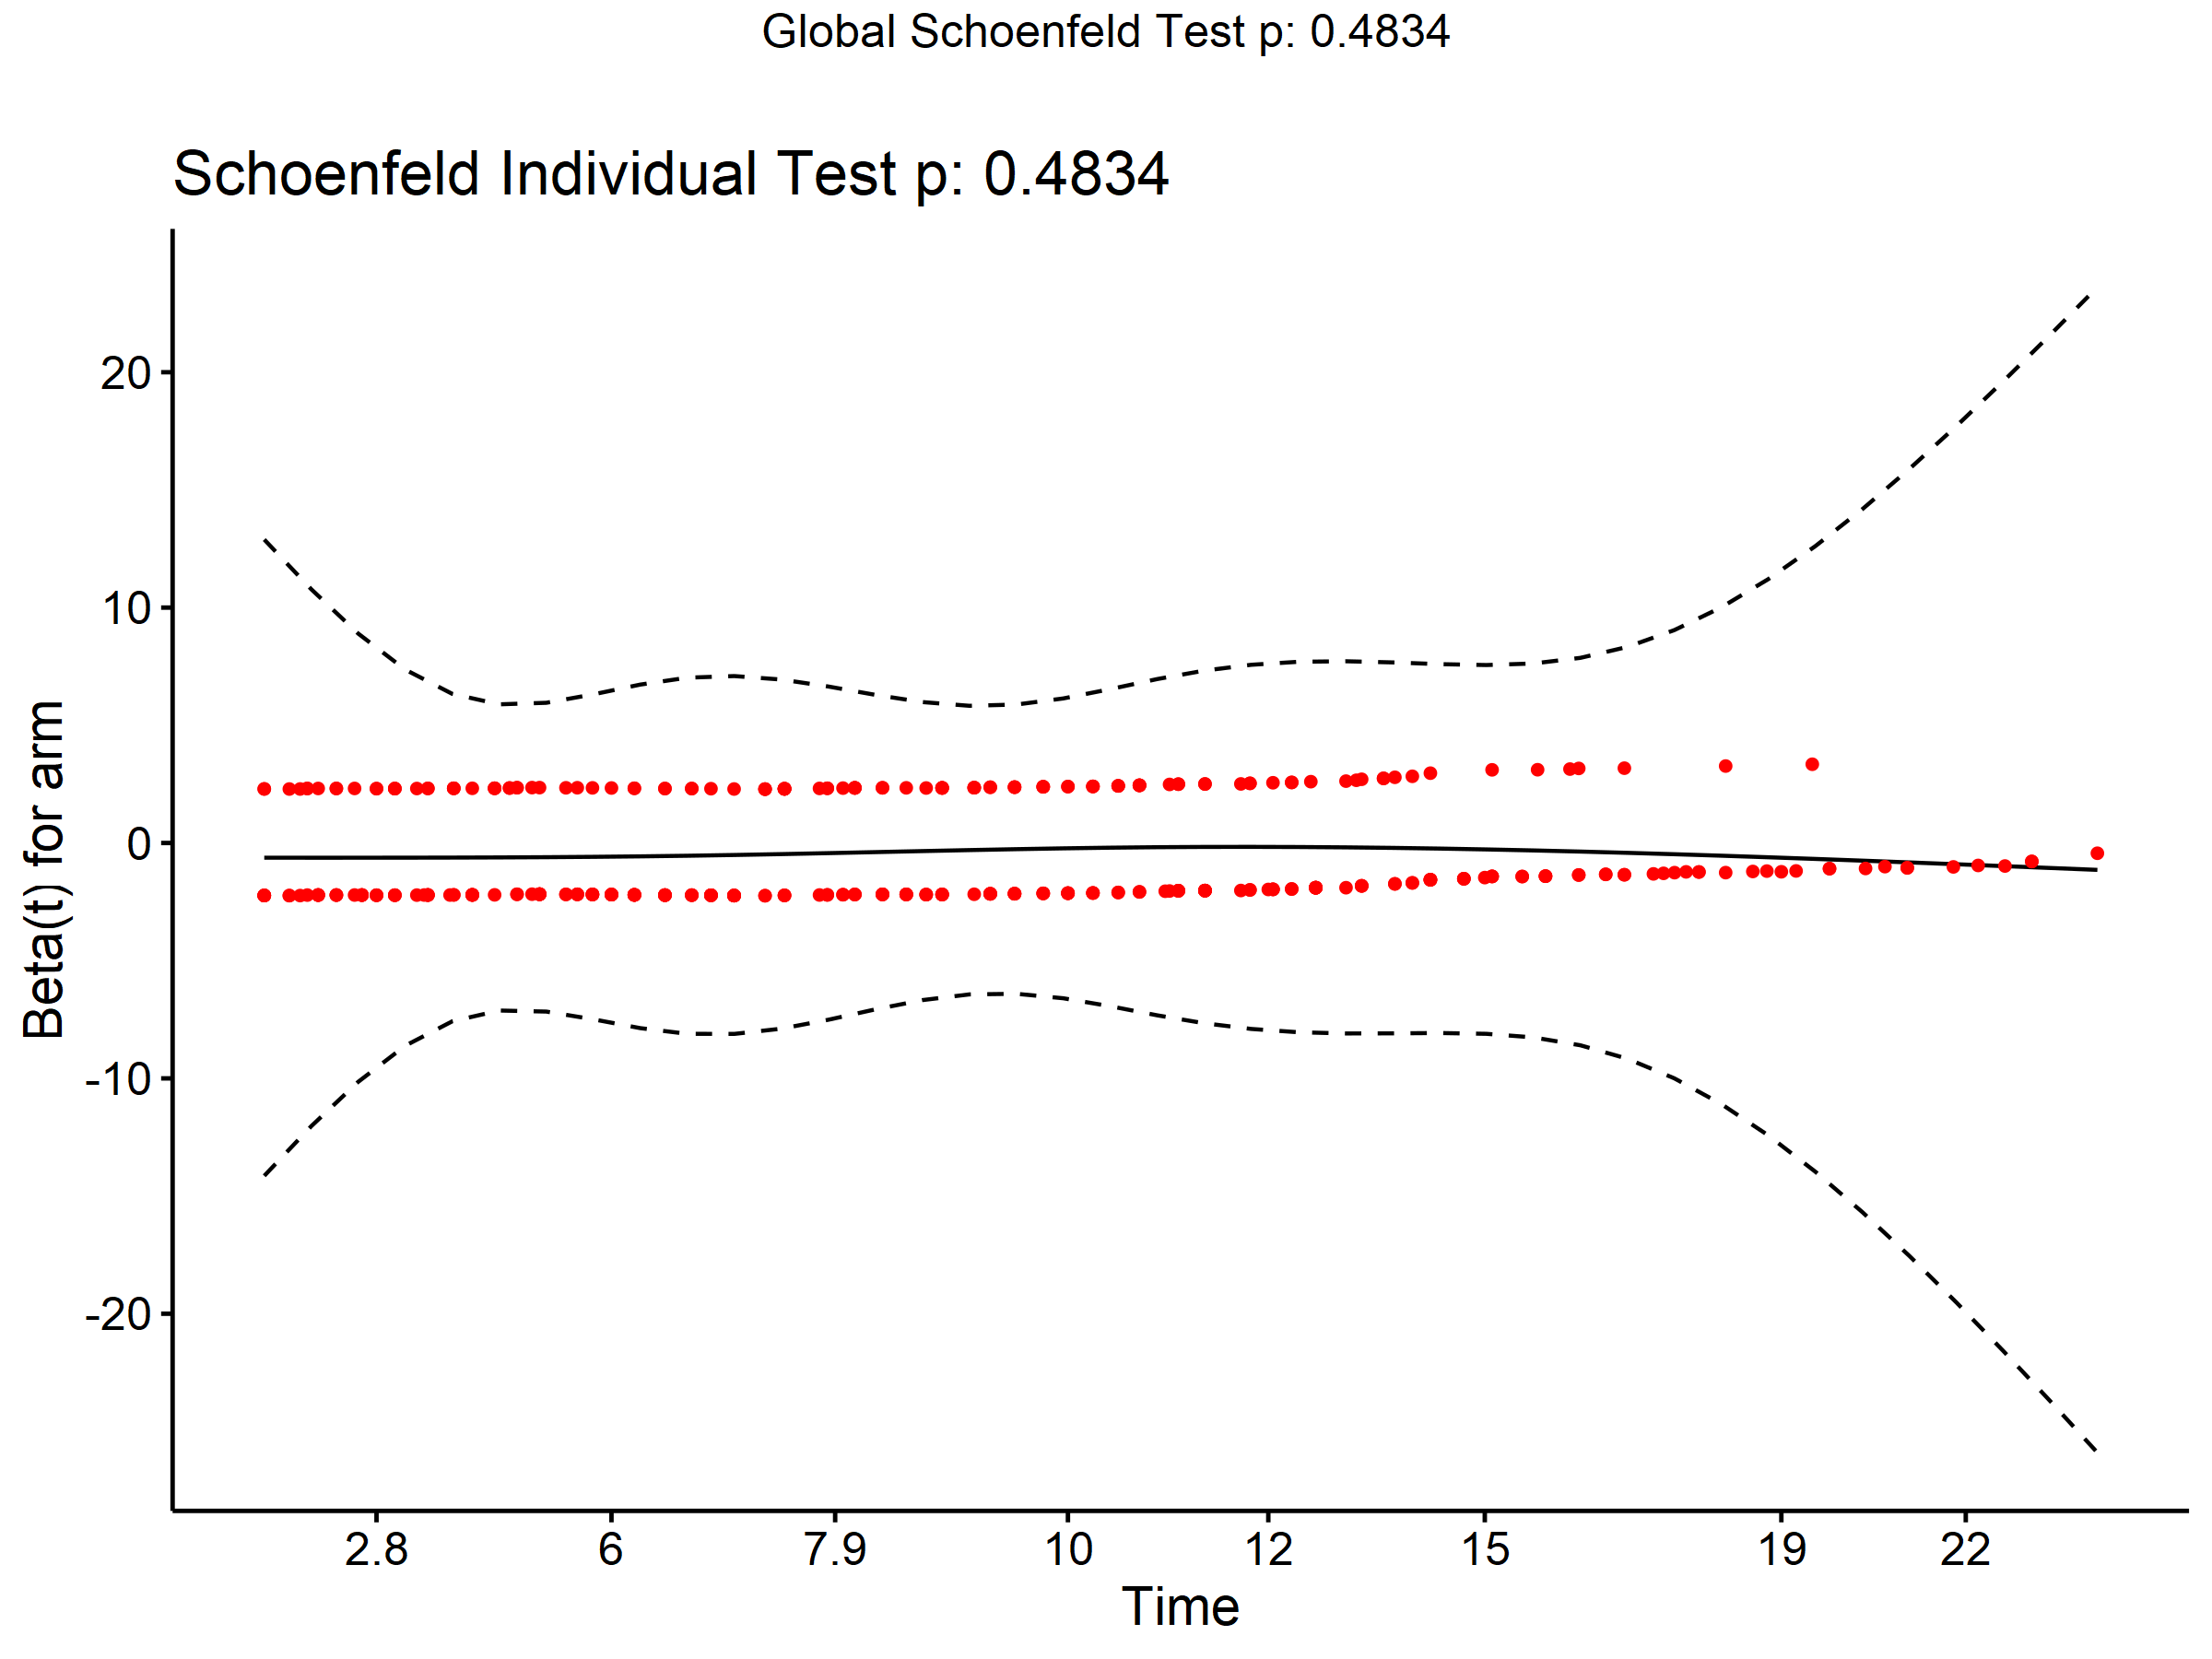 Global Schoenfeld Test p: 0.4834
Schoenfeld Individual Test p: 0.4834
Beta(t) for arm
20
10
0
-10
-20
2.8 6 7.9 10 12 15 19 22
Time